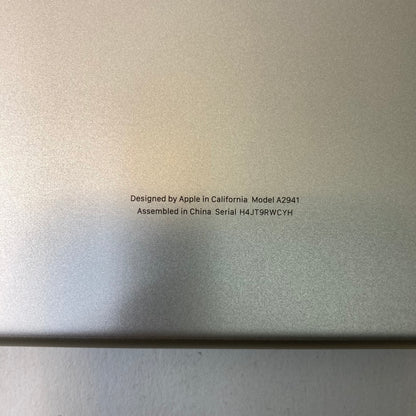 Designed by Apple in California Model A2941
Assembled in China Serial H4JT9RWCYH